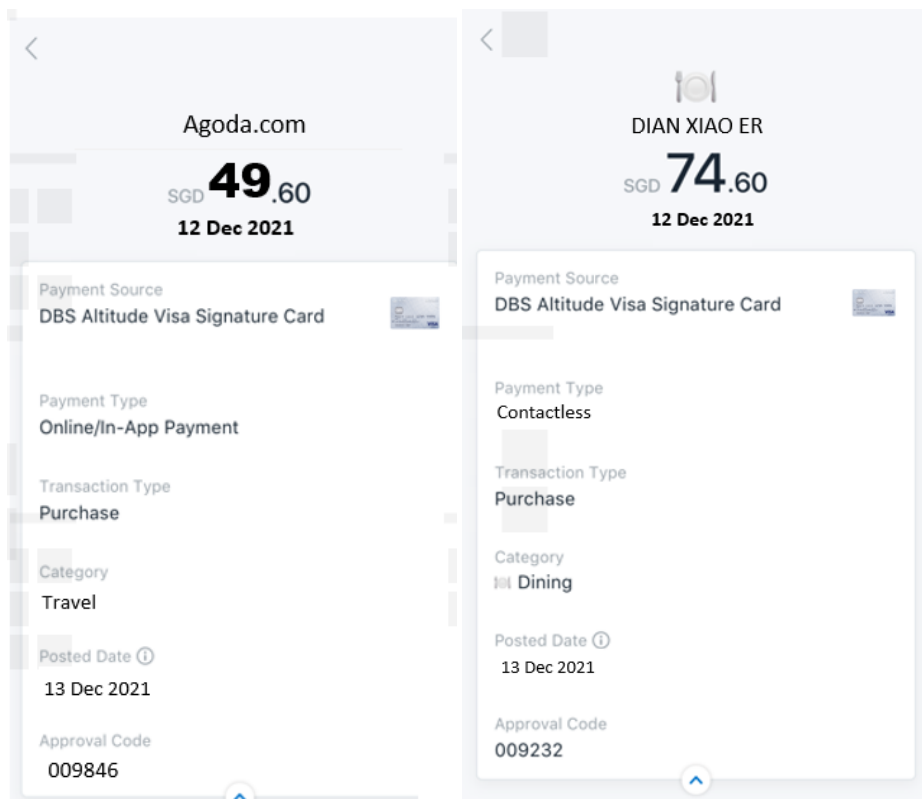 Agoda.com
SGD 49.60
12 Dec 2021
Payment Source
DBS Altitude Visa Signature Card
Payment Type
Online/In-App Payment
Transaction Type
Purchase
Category
Travel
Posted Date
13 Dec 2021
Approval Code
009846
DIAN XIAO ER
SGD 74.60
12 Dec 2021
Payment Source
DBS Altitude Visa Signature Card
Payment Type
Contactless
Transaction Type
Purchase
Category
Dining
Posted Date
13 Dec 2021
Approval Code
009232